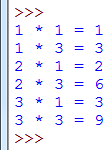 >>>
1 * 1 = 1
1 * 3 = 3
2 * 1 = 2
2 * 3 = 6
3 * 1 = 3
3 * 3 = 9
>>>